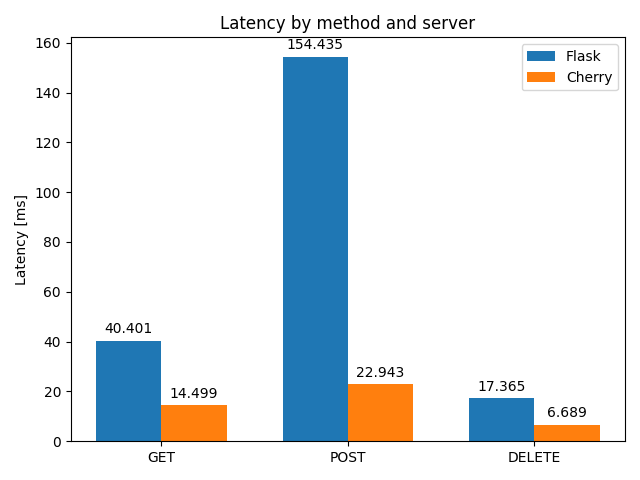 Latency by method and server
Latency [ms]
160
140
120
100
80
60
40
20
0
40.401
14.499
154.435
22.943
17.365
6.689
GET
POST
DELETE
Flask
Cherry